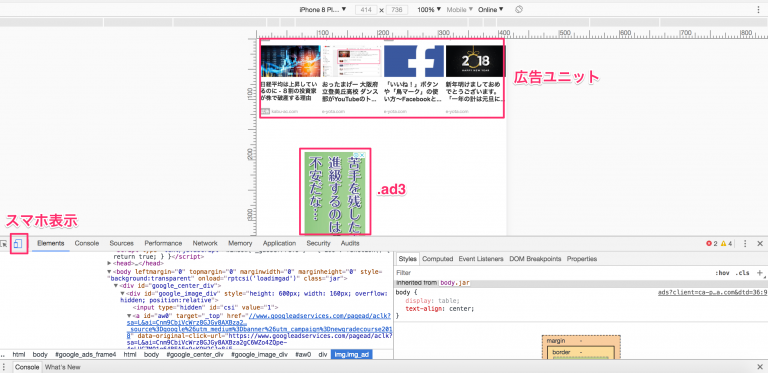 iPhone 8 Pl... ▼ 414 × 736 100% ▼ Mobile ▼ Online ▼
日経平均は上昇しているのに - 8割の投資家が株で破産する理由
おったまげー 大阪府立登美丘高校 ダンス部がYouTubeのト...
「いいね！」ボタンや「鳥マーク」の使い方〜Facebookと...
2018
新年明けましておめでとうございます。「一年の計は元旦に...
e-yota.com
e-yota.com
e-yota.com
広告ユニット
苦手を残した
進級するのは
不安だな…
.ad3
スマホ表示
Elements Console Sources Performance Network Memory Application Security Audits
2 4
return true; } }</script>
<head>…</head>
<body leftmargin="0" topmargin="0" marginwidth="0" marginheight="0" style=
"background:transparent" onload="rptcsi('loadimgad')" class="jar">
<div id="google_center_div">
<div id="google_image_div" style="height: 600px; width: 160px; overflow:
hidden; position:relative">
<input type="hidden" id="csi" value="1">
<a id="aw0" target="_top" href="//www.googleadservices.com/pagead/aclk?
data-original-click-url="https://www.googleadservices.com/pagead/aclk?
.. html body #google_ads_frame4 html body #google_center_div #google_image_div #aw0 div img.img_ad
Styles Computed Event Listeners DOM Breakpoints Properties
Filter :hov .cls +
Inherited from body.jar
body { ads?client=ca-p…a.com&dtd=36:9
display: table;
text-align: center;
}
margin -
border -
Console What's New